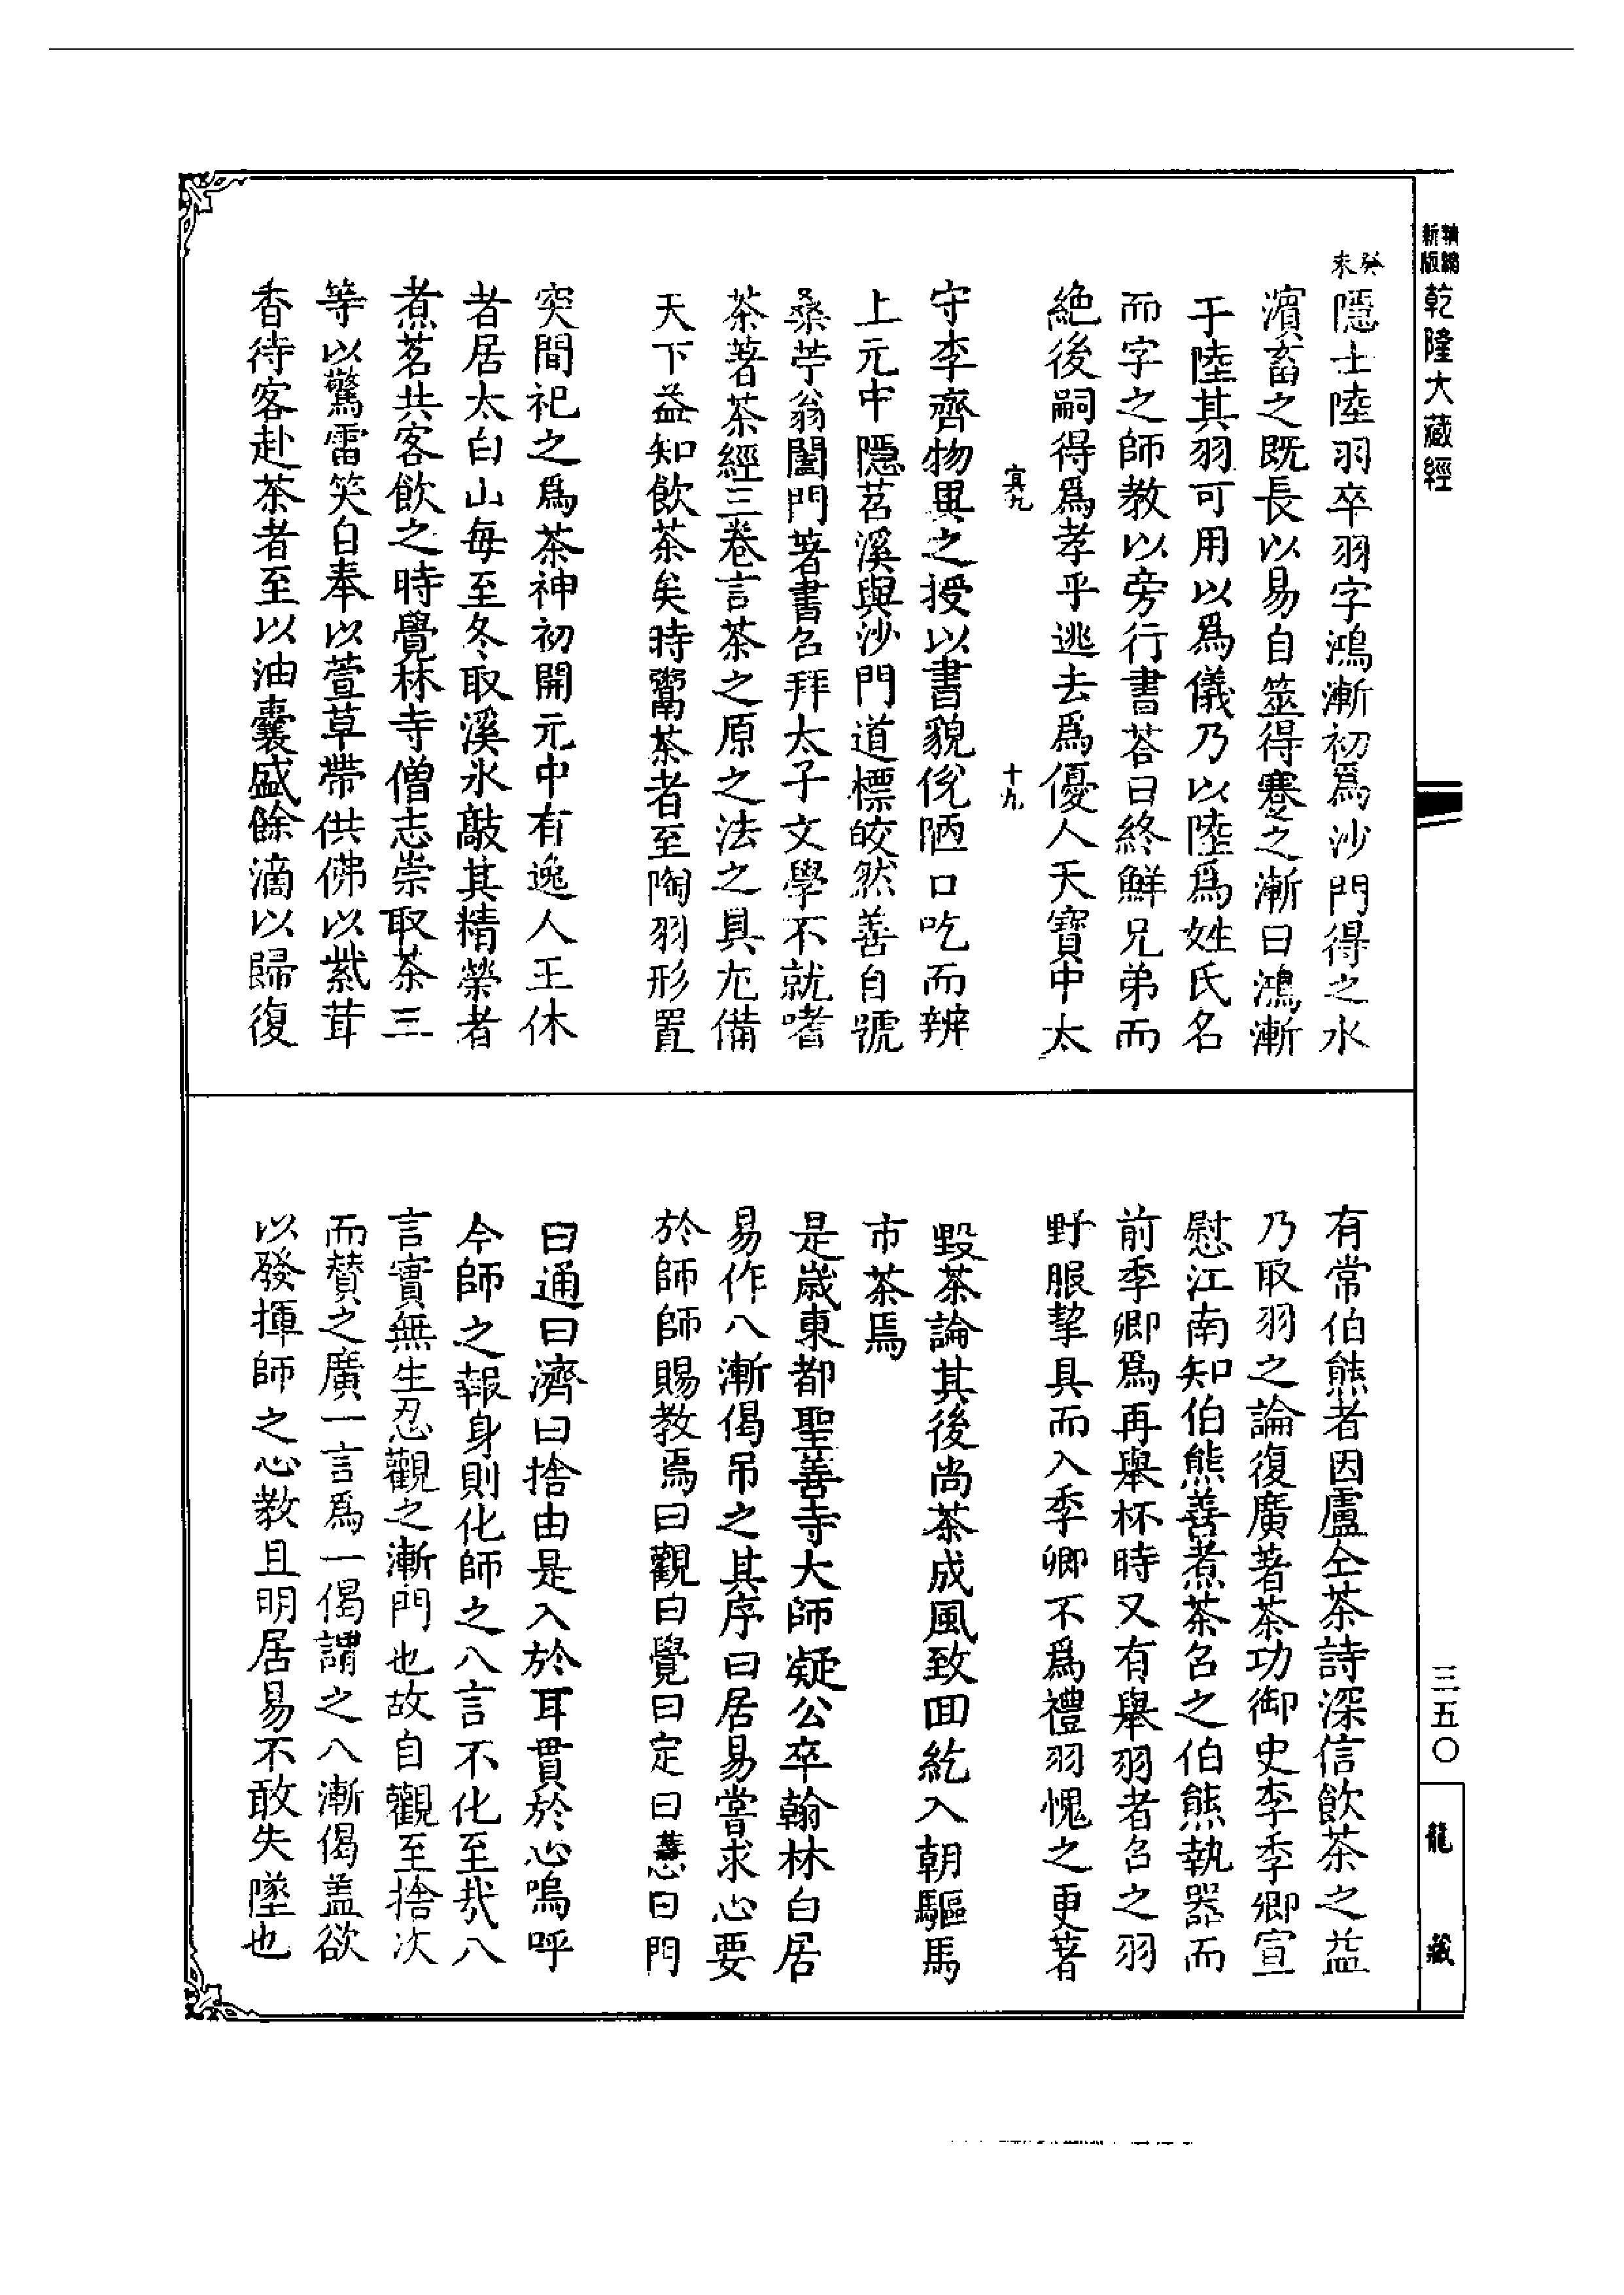 精縮新版乾隆大藏經
癸未
隱士陸羽卒羽字鴻漸初爲沙門得之水
濱畜之既長以易自筮得蹇之漸曰鴻漸
于陸其羽可用以爲儀乃以陸爲姓氏名
而字之師教以旁行書荅曰終鮮兄弟而
絶後嗣得爲孝乎逃去爲優人天寶中太
十九
守李齊物異之授以書貌侻陋口吃而辨
上元中隱苕溪與沙門道標皎然善自號
桑苧翁闔門著書召拜太子文學不就嗜
茶著茶經三卷言茶之原之法之具尤備
天下益知飲茶矣時鬻茶者至陶羽形置
突間祀之爲茶神初開元中有逸人王休
者居太白山每至冬取溪氷敲其精榮者
煮茗共客飲之時覺林寺僧志崇取茶三
等以驚雷笑自奉以萱草帶供佛以紫茸
香待客赴茶者至以油囊盛餘滴以歸復
有常伯熊者因盧仝茶詩深信飲茶之益
乃取羽之論復廣著茶功御史李季卿宣
慰江南知伯熊善煮茶召之伯熊執器而
前季卿爲再舉杯時又有舉羽者召之羽
野服挈具而入季卿不爲禮羽愧之更著
毀茶論其後尚茶成風致回紇入朝驅馬
市茶焉
是歲東都聖善寺大師凝公卒翰林白居
易作八漸偈吊之其序曰居易嘗求心要
於師師賜教焉曰觀曰覺曰定曰慧曰明
曰通曰濟曰捨由是入於耳貫於心嗚呼
今師之報身則化師之八言不化至哉八
言實無生忍觀之漸門也故自觀至捨次
而賛之廣一言爲一偈謂之八漸偈盖欲
以發揮師之心教且明居易不敢失墜也
三五〇
龍藏